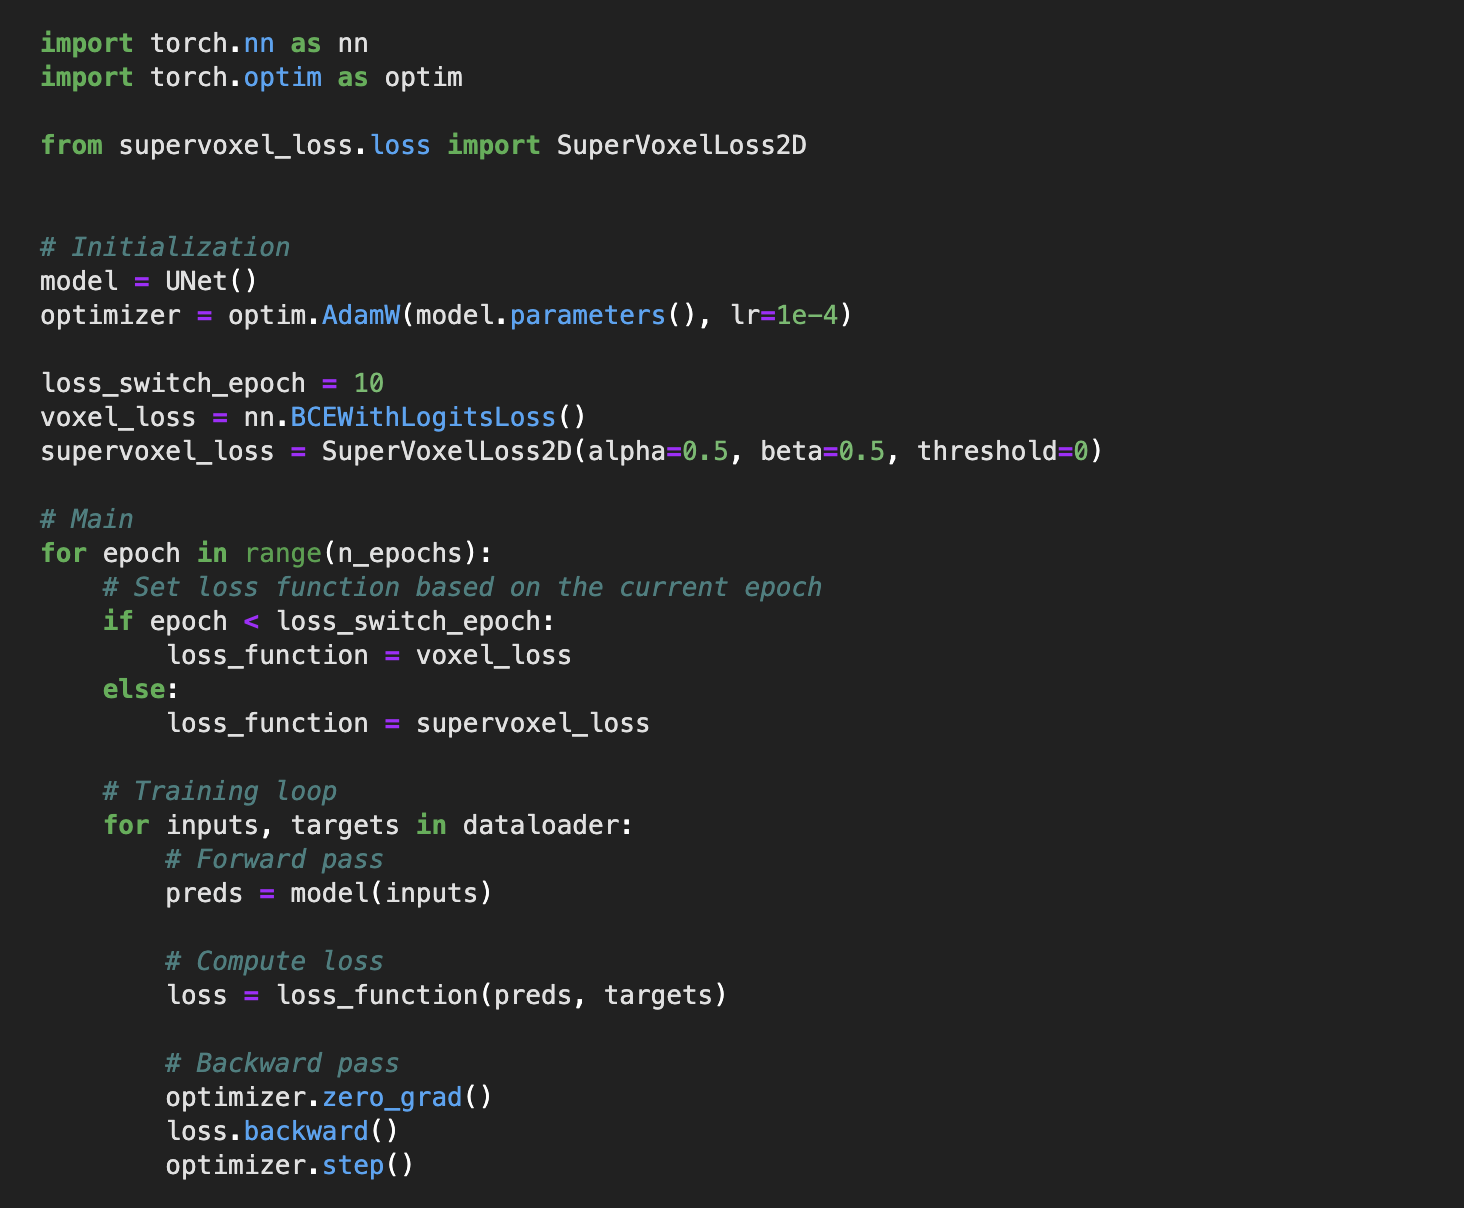 import torch.nn as nn
import torch.optim as optim

from supervoxel_loss.loss import SuperVoxelLoss2D


# Initialization
model = UNet()
optimizer = optim.AdamW(model.parameters(), lr=1e-4)

loss_switch_epoch = 10
voxel_loss = nn.BCEWithLogitsLoss()
supervoxel_loss = SuperVoxelLoss2D(alpha=0.5, beta=0.5, threshold=0)

# Main
for epoch in range(n_epochs):
    # Set loss function based on the current epoch
    if epoch < loss_switch_epoch:
        loss_function = voxel_loss
    else:
        loss_function = supervoxel_loss

    # Training loop
    for inputs, targets in dataloader:
        # Forward pass
        preds = model(inputs)

        # Compute loss
        loss = loss_function(preds, targets)

        # Backward pass
        optimizer.zero_grad()
        loss.backward()
        optimizer.step()